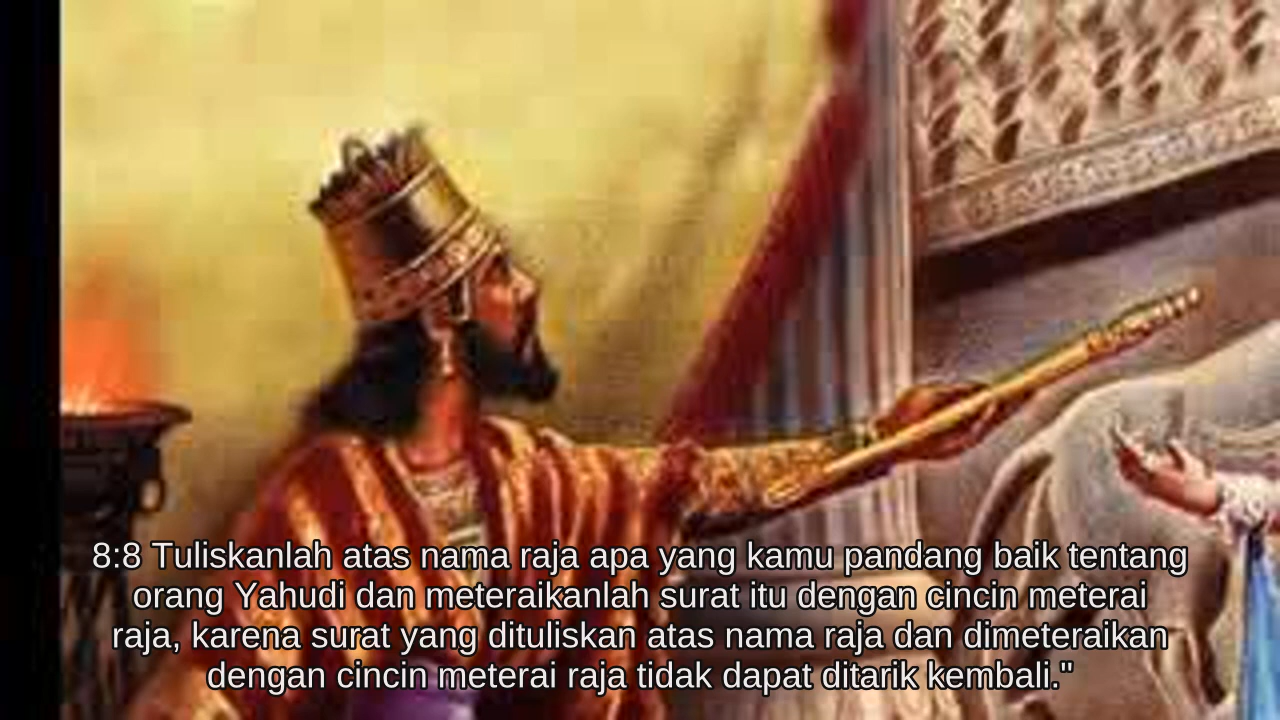 8:8 Tuliskanlah atas nama raja apa yang kamu pandang baik tentang
orang Yahudi dan meteraikanlah surat itu dengan cincin meterai
raja, karena surat yang dituliskan atas nama raja dan dimeteraikan
dengan cincin meterai raja tidak dapat ditarik kembali."